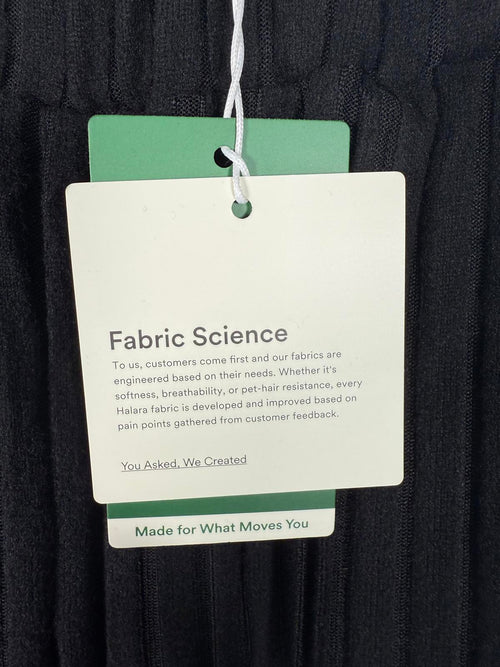 Fabric Science
To us, customers come first and our fabrics are
engineered based on their needs. Whether it's
softness, breathability, or pet-hair resistance, every
Halara fabric is developed and improved based on
pain points gathered from customer feedback.
You Asked, We Created
Made for What Moves You